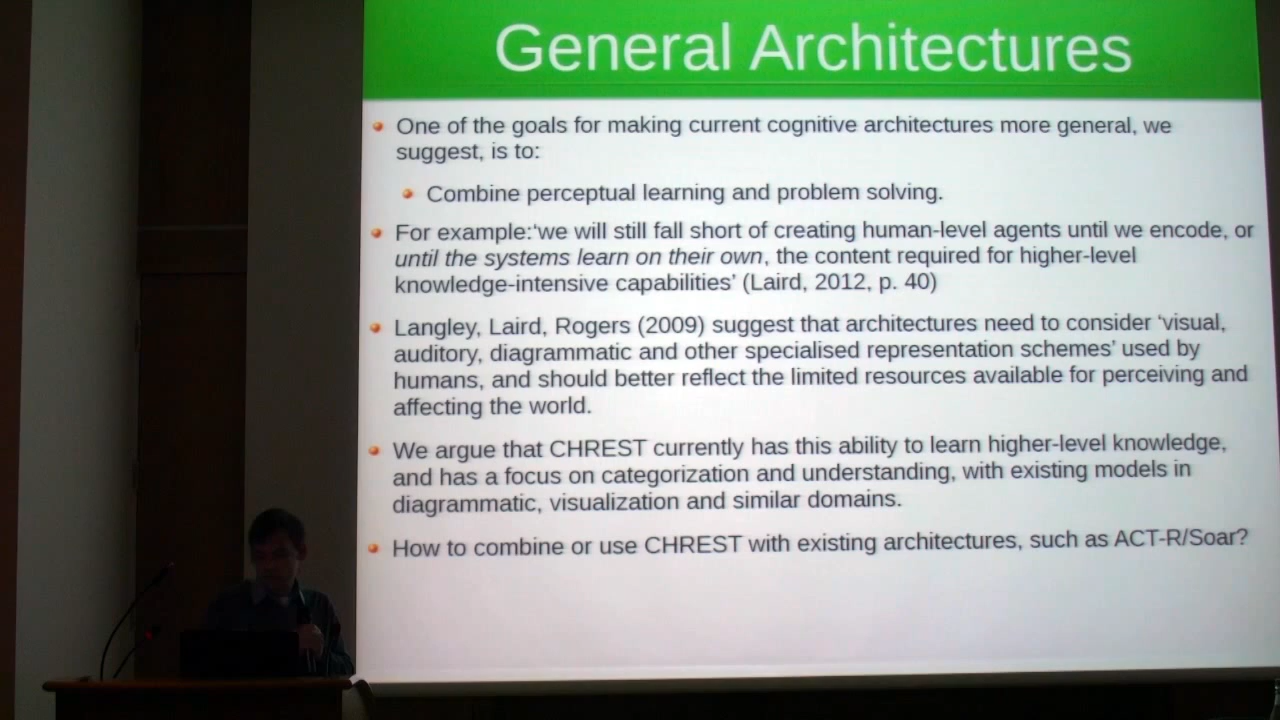 General Architectures
One of the goals for making current cognitive architectures more general, we
suggest, is to:
Combine perceptual learning and problem solving.
For example:‘we will still fall short of creating human-level agents until we encode, or
until the systems learn on their own, the content required for higher-level
knowledge-intensive capabilities’ (Laird, 2012, p. 40)
Langley, Laird, Rogers (2009) suggest that architectures need to consider ‘visual,
auditory, diagrammatic and other specialised representation schemes’ used by
humans, and should better reflect the limited resources available for perceiving and
affecting the world.
We argue that CHREST currently has this ability to learn higher-level knowledge,
and has a focus on categorization and understanding, with existing models in
diagrammatic, visualization and similar domains.
How to combine or use CHREST with existing architectures, such as ACT-R/Soar?